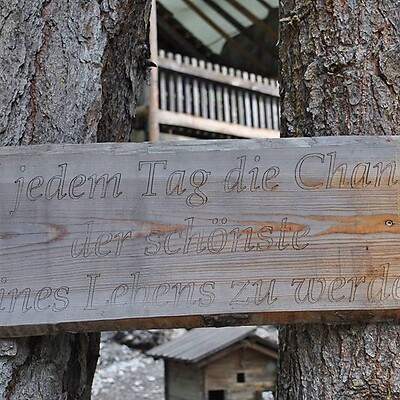 jedem Tag die Chan
der schönste
ines Lebens zu werde